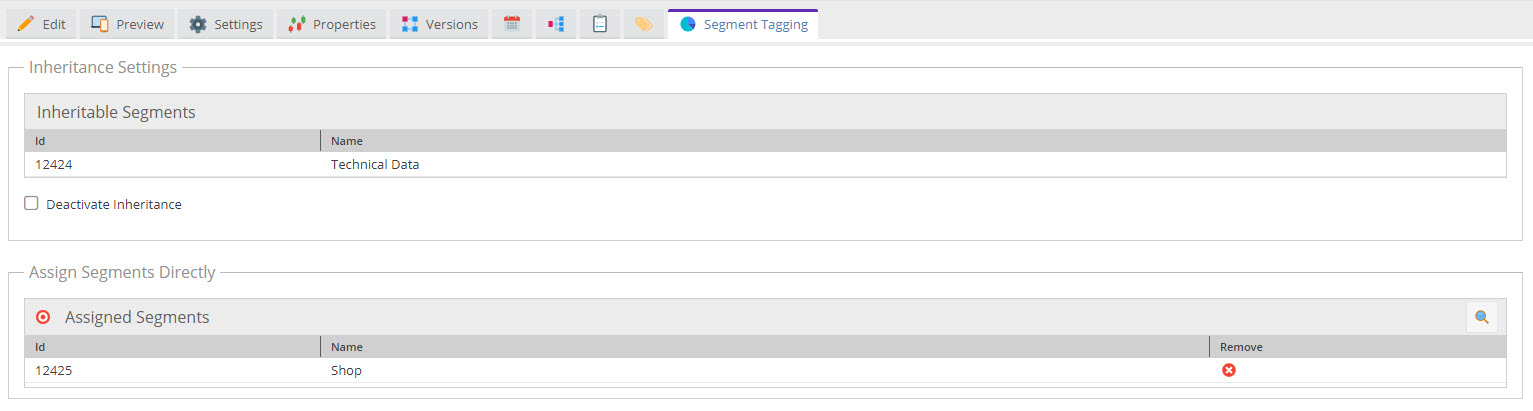 Edit Preview Settings Properties Versions Segment Tagging
Inheritance Settings
Inheritable Segments
Id Name
12424 Technical Data
Deactivate Inheritance
Assign Segments Directly
Assigned Segments
Id Name Remove
12425 Shop